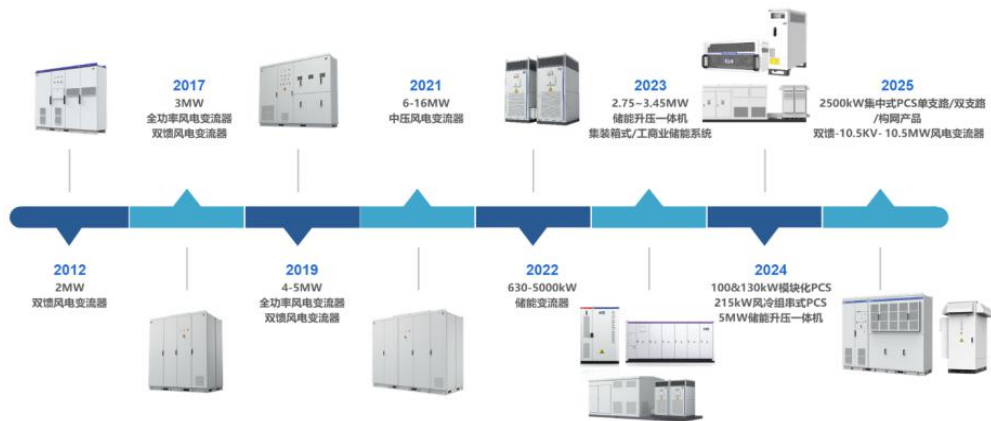 2012
2MW
双馈风电变流器
2017
3MW
全功率风电变流器
双馈风电变流器
2019
4-5MW
全功率风电变流器
双馈风电变流器
2021
6-16MW
中压风电变流器
2022
630-5000kW
储能变流器
2023
2.75~3.45MW
储能升压一体机
集装箱式/工商业储能系统
2024
100&130kW模块化PCS
215kW风冷组串式PCS
5MW储能升压一体机
2025
2500kW集中式PCS单支路/双支路
/构网产品
双馈-10.5KV- 10.5MW风电变流器